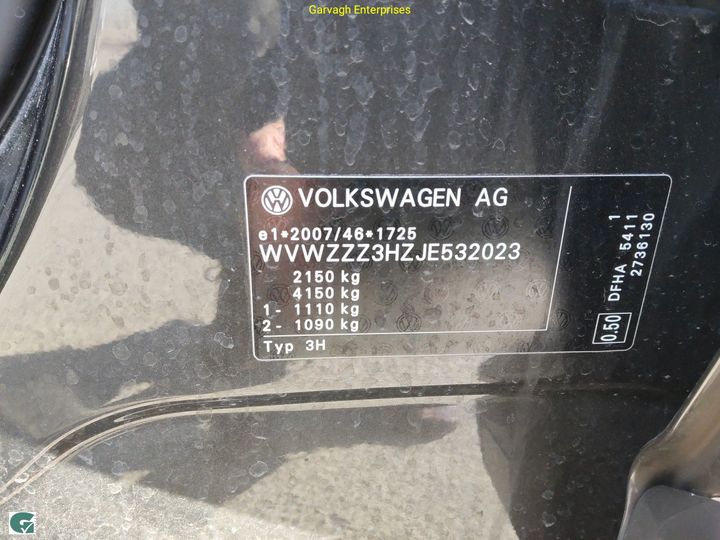 Garvagh Enterprises
VOLKSWAGEN AG
e1*2007/46*1725
WVWZZZ3HZJE532023
2150 kg
4150 kg
1- 1110 kg
2- 1090 kg
Typ 3H
0.50 DFHA 5411
1
2736130